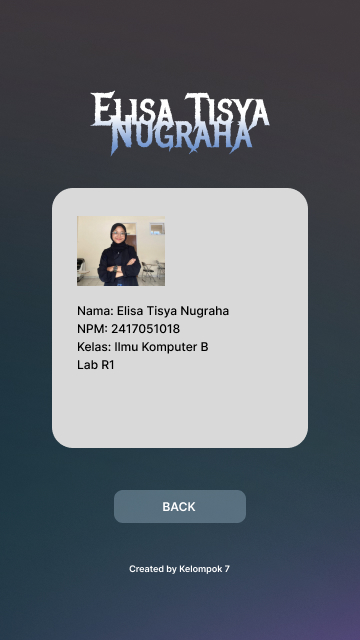 Elisa Tisya
Nugraha
Nama: Elisa Tisya Nugraha
NPM: 2417051018
Kelas: Ilmu Komputer B
Lab R1
BACK
Created by Kelompok 7